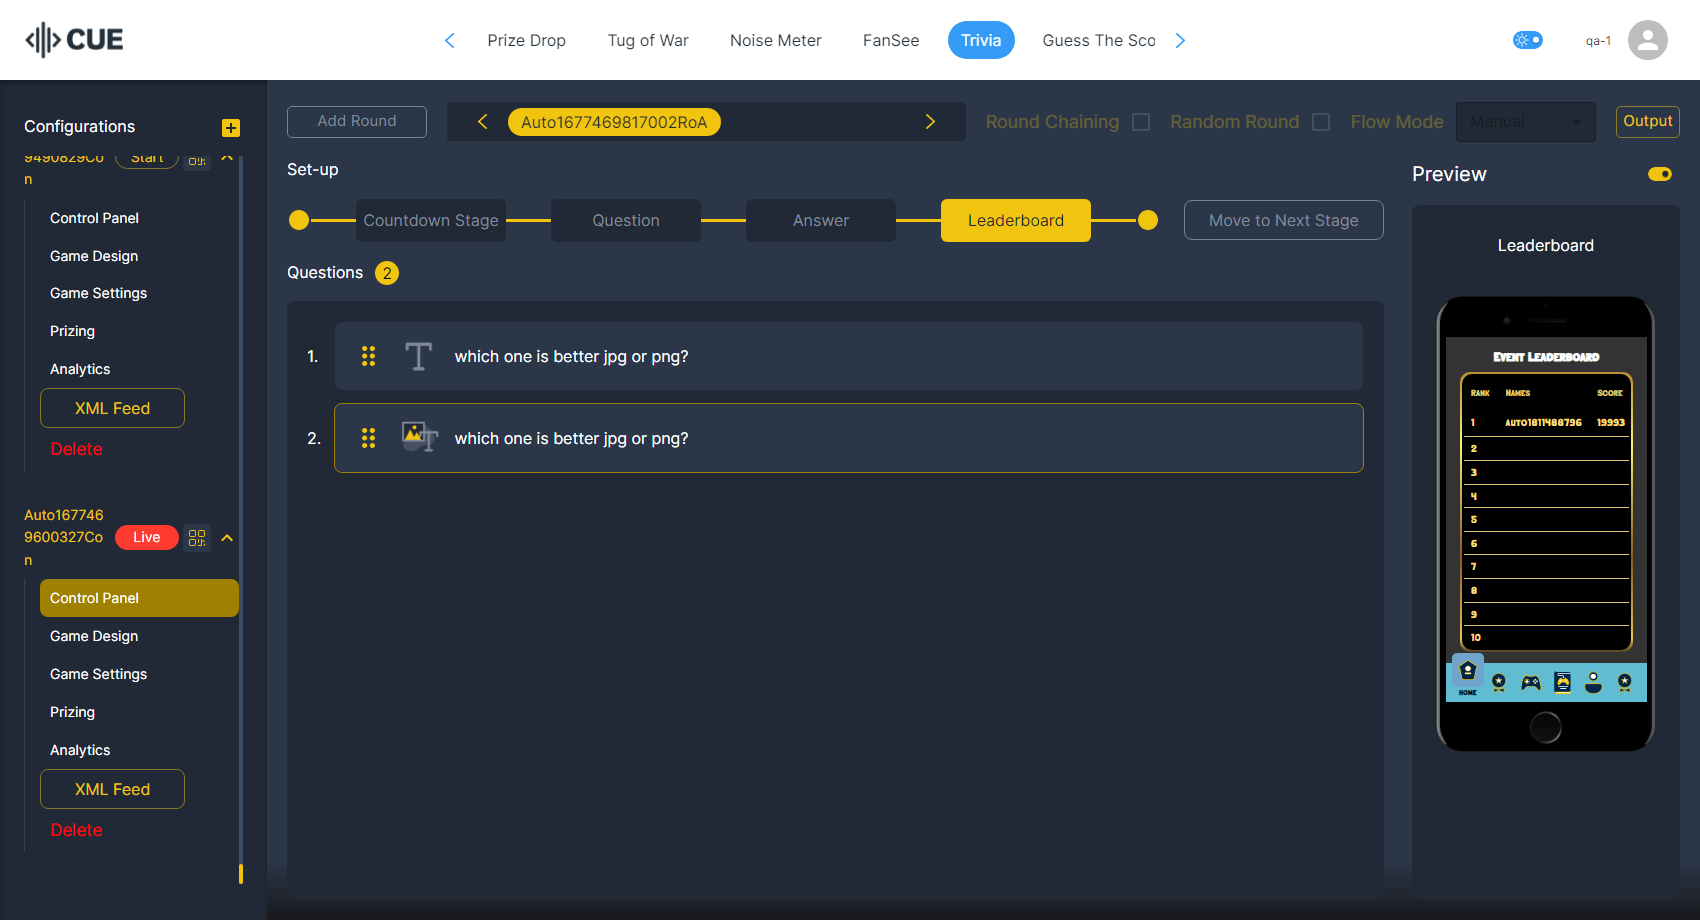 CUE
Prize Drop
Tug of War
Noise Meter
FanSee
Trivia
Guess The Sco
qa-1
Configurations
9490829Co
n
Start
Control Panel
Game Design
Game Settings
Prizing
Analytics
XML Feed
Delete
Auto167746
9600327Co
n
Live
Control Panel
Game Design
Game Settings
Prizing
Analytics
XML Feed
Delete
Add Round
Auto1677469817002RoA
Round Chaining
Random Round
Flow Mode
Manual
Output
Set-up
Countdown Stage
Question
Answer
Leaderboard
Move to Next Stage
Questions 2
1. which one is better jpg or png?
2. which one is better jpg or png?
Preview
Leaderboard
Event Leaderboard
Rank Names Score
1 auto1811488796 19993
2
3
4
5
6
7
8
9
10
HOME